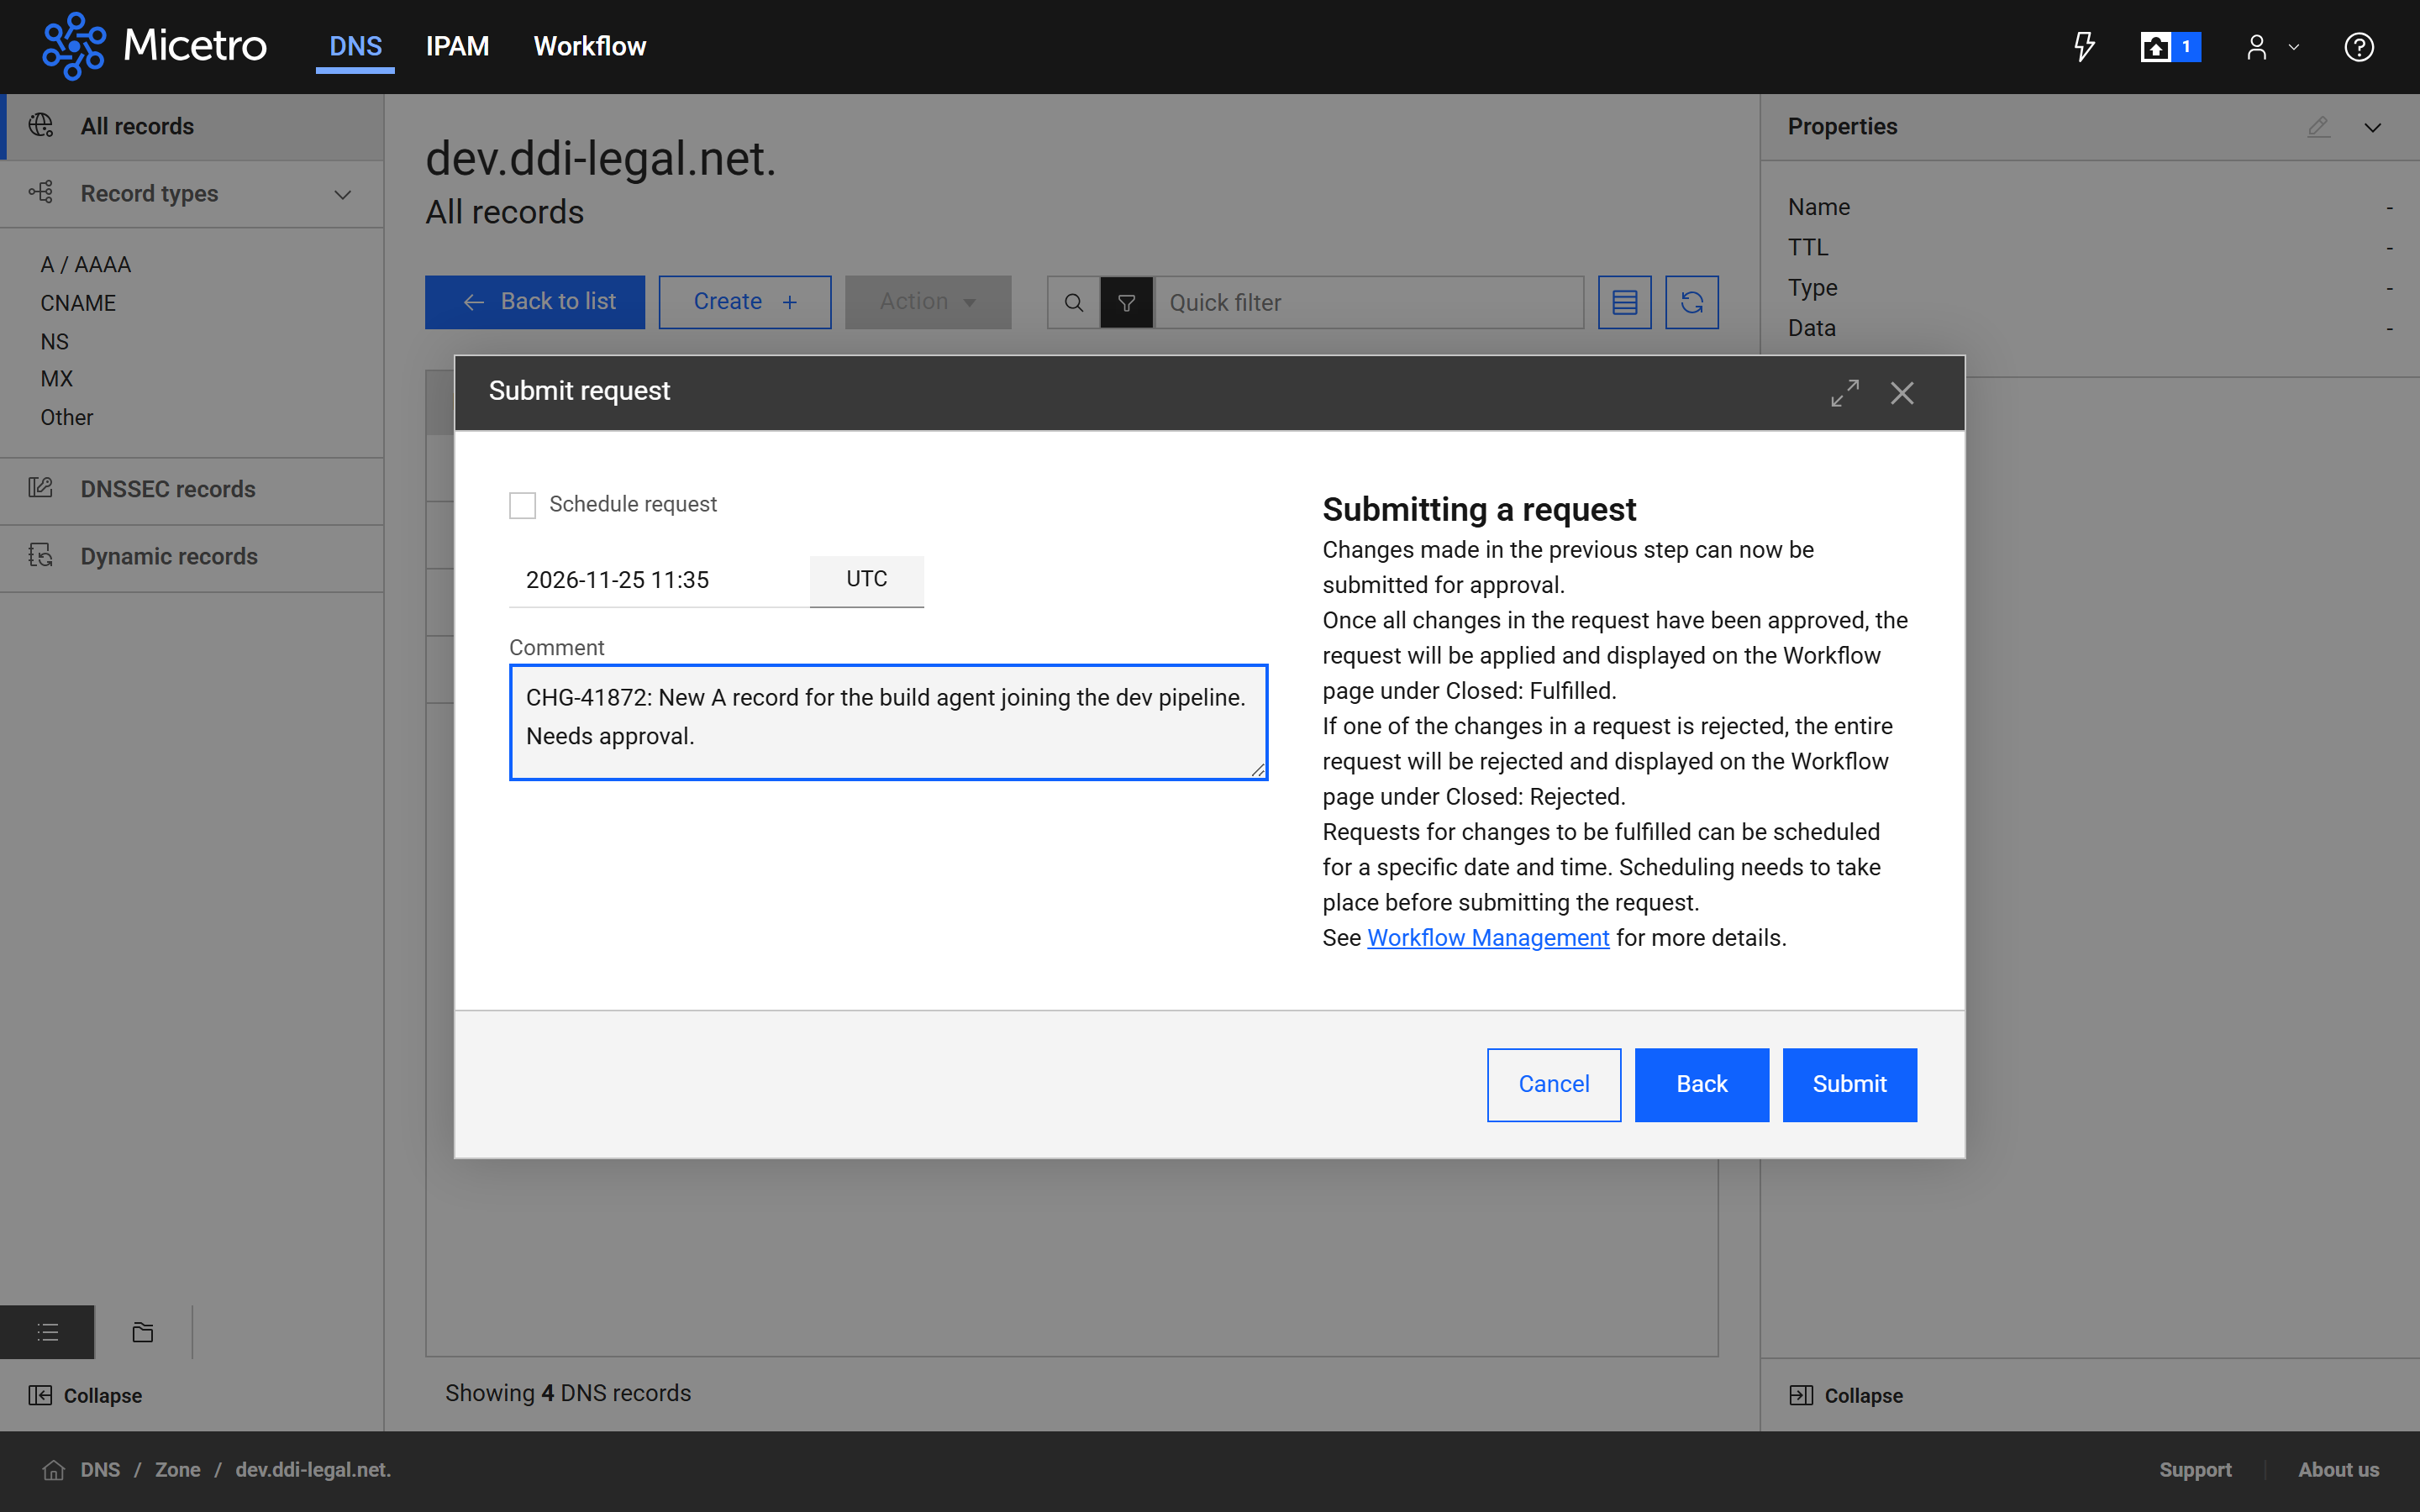 Micetro
DNS
IPAM
Workflow
1
All records
Record types
A / AAAA
CNAME
NS
MX
Other
DNSSEC records
Dynamic records
Collapse
dev.ddi-legal.net.
All records
Back to list
Create +
Action
Quick filter
Properties
Name -
TTL -
Type -
Data -
Submit request
Schedule request
2026-11-25 11:35 UTC
Comment
CHG-41872: New A record for the build agent joining the dev pipeline.
Needs approval.
Submitting a request
Changes made in the previous step can now be
submitted for approval.
Once all changes in the request have been approved, the
request will be applied and displayed on the Workflow
page under Closed: Fulfilled.
If one of the changes in a request is rejected, the entire
request will be rejected and displayed on the Workflow
page under Closed: Rejected.
Requests for changes to be fulfilled can be scheduled
for a specific date and time. Scheduling needs to take
place before submitting the request.
See Workflow Management for more details.
Cancel
Back
Submit
Showing 4 DNS records
Collapse
DNS / Zone / dev.ddi-legal.net.
Support
About us